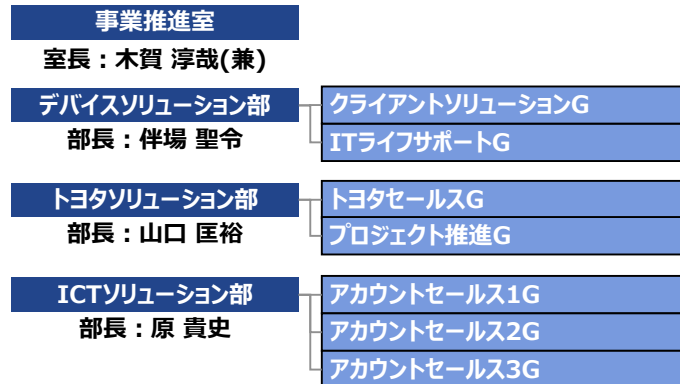 事業推進室
室長：木賀 淳哉(兼)
デバイスソリューション部
部長：伴場 聖令
クライアントソリューションG
ITライフサポートG
トヨタソリューション部
部長：山口 匡裕
トヨタセールスG
プロジェクト推進G
ICTソリューション部
部長：原 貴史
アカウントセールス1G
アカウントセールス2G
アカウントセールス3G